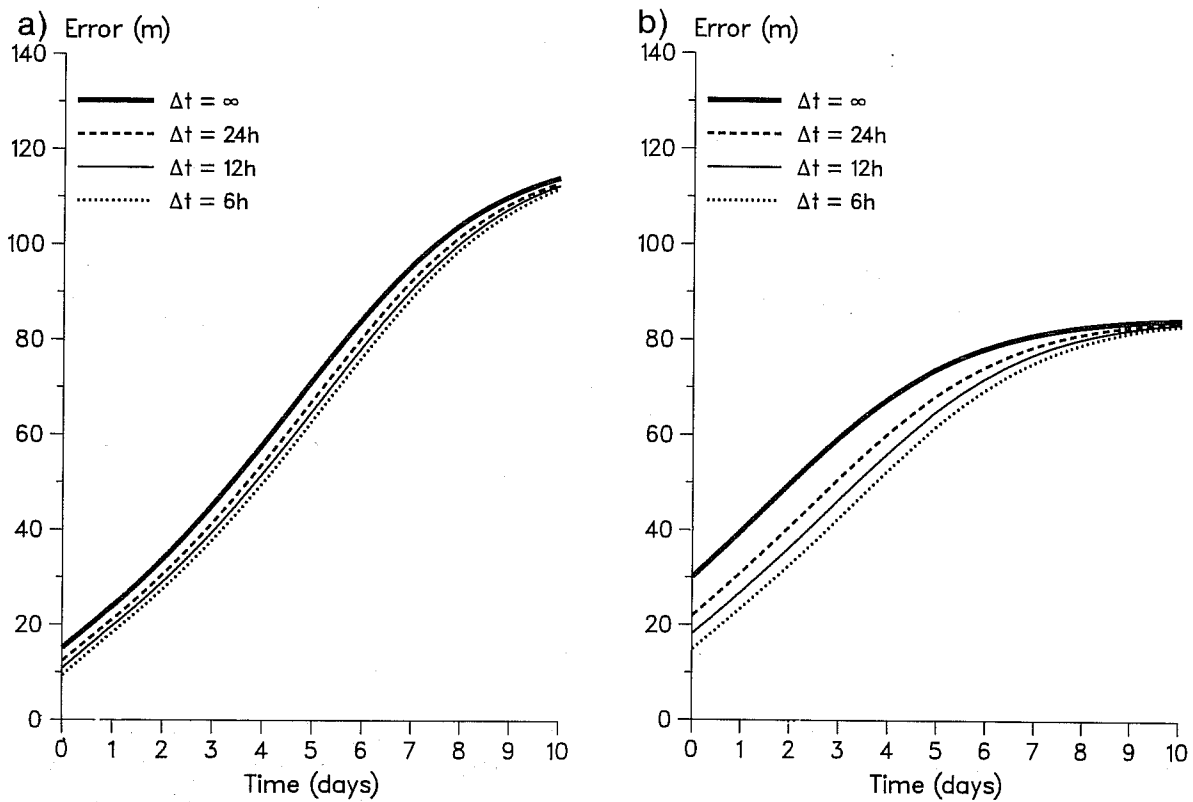 a) Error (m)
140
120
100
80
60
40
20
0
Δt = ∞
Δt = 24h
Δt = 12h
Δt = 6h
0 1 2 3 4 5 6 7 8 9 10
Time (days)
b) Error (m)
140
120
100
80
60
40
20
0
Δt = ∞
Δt = 24h
Δt = 12h
Δt = 6h
0 1 2 3 4 5 6 7 8 9 10
Time (days)